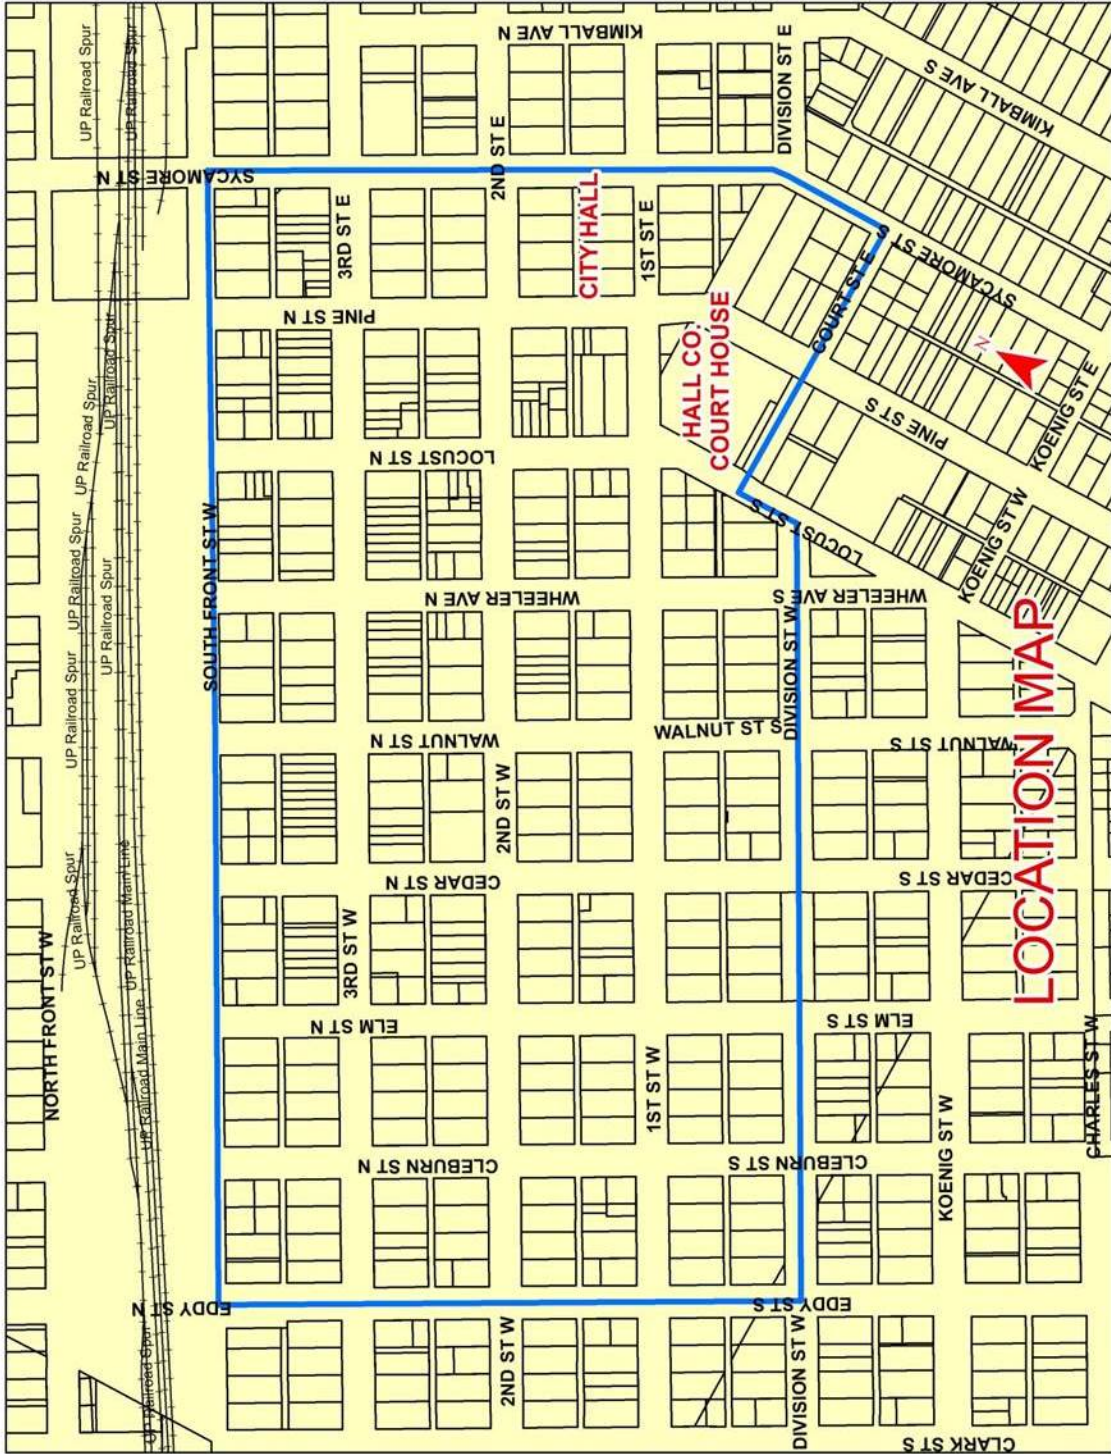 UP Railroad Spur
UP Railroad Spur
KIMBALL AVE N
DIVISION ST E
KIMBALL AVE S
SYCAMORE ST N
2ND ST E
3RD ST E
CITY HALL
1ST ST E
PINE ST N
SYCAMORE ST S
COURT ST E
N
UP Railroad Spur
UP Railroad Spur
HALL CO.
COURT HOUSE
PINE ST S
KOENIG ST E
LOCUST ST N
UP Railroad Spur
UP Railroad Spur
SOUTH FRONT ST W
LOCUST ST S
KOENIG ST W
WHEELER AVE N
WHEELER AVE S
WHEELER AVE S
UP Railroad Spur
DIVISION ST W
WALNUT ST N
WALNUT ST S
WALNUT ST S
LOCATION MAP
2ND ST W
CEDAR ST N
CEDAR ST S
UP Railroad Spur
UP Railroad Main Line
NORTH FRONT ST W
3RD ST W
ELM ST N
ELM ST S
UP Railroad Main Line
1ST ST W
CHARLES ST W
CLEBURN ST N
CLEBURN ST S
KOENIG ST W
EDDY ST N
EDDY ST S
UP Railroad Spur
2ND ST W
DIVISION ST W
CLARK ST S